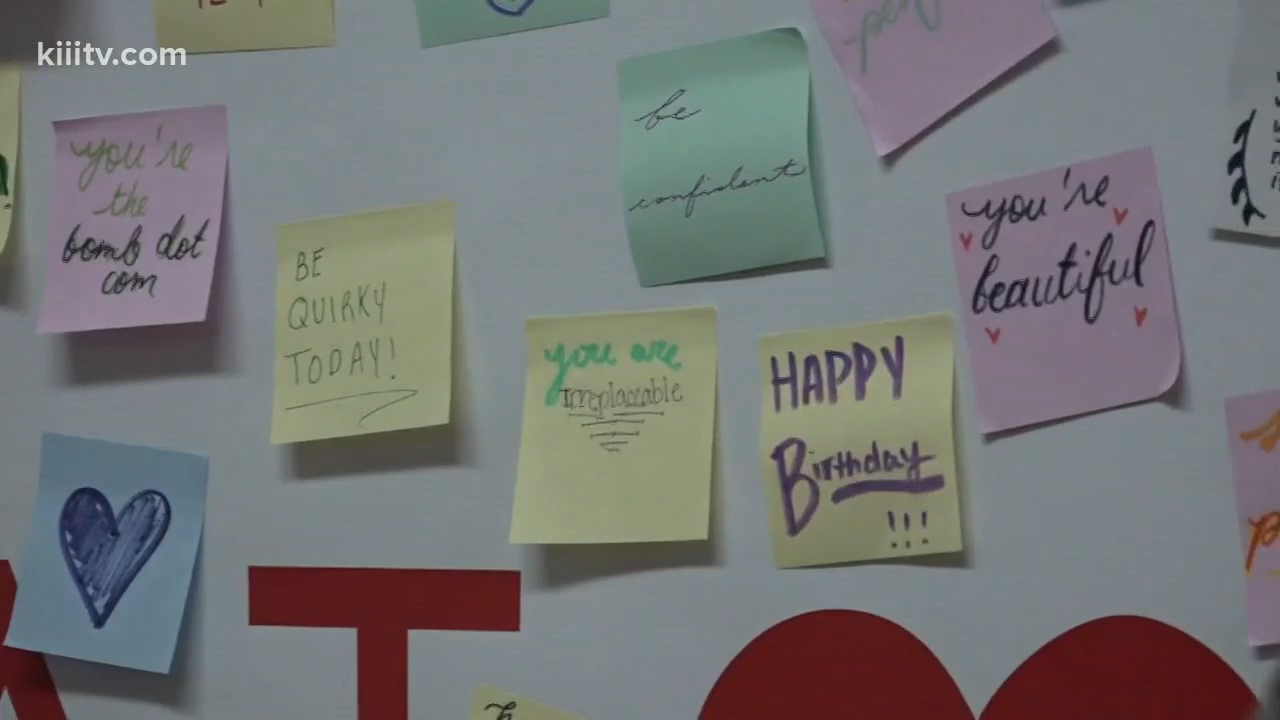 kiiitv.com
you're
the
bomb dot
com
BE
QUIRKY
TODAY!
be
confident
you are
Irreplaceable
HAPPY
Birthday
!!!
you're
beautiful
T